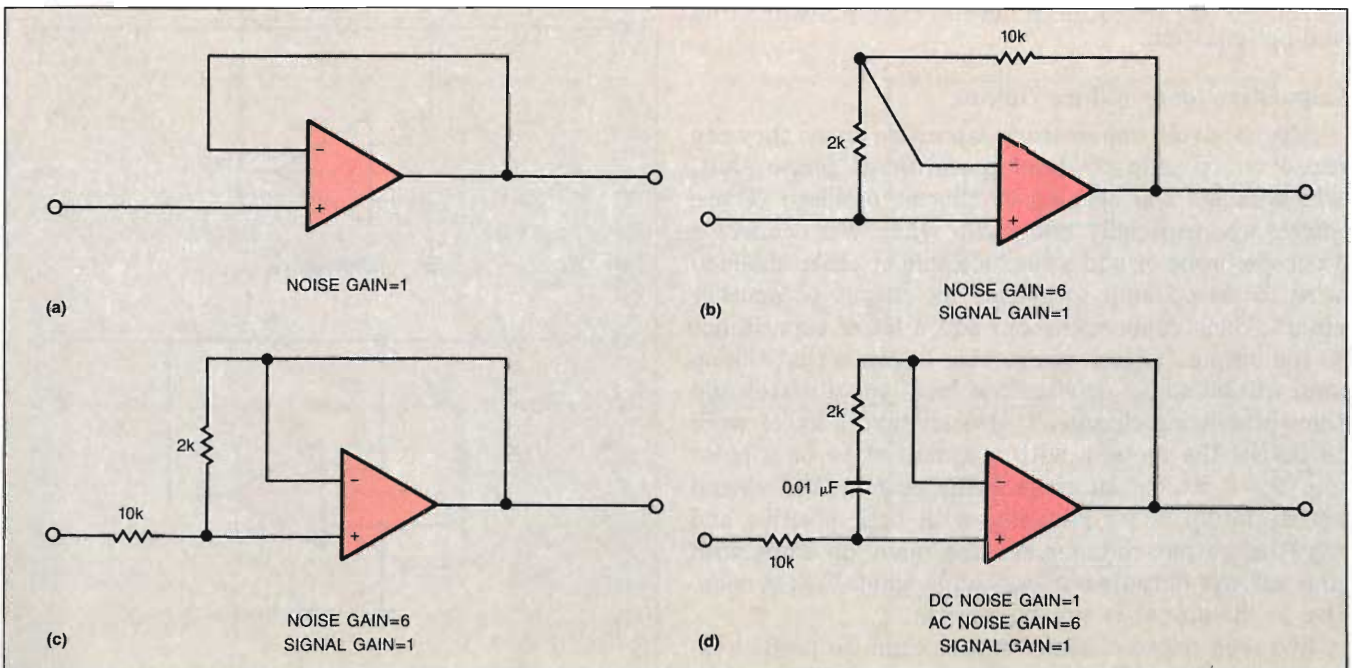 −
+
(a)
NOISE GAIN=1
10k
2k
−
+
(b)
NOISE GAIN=6
SIGNAL GAIN=1
2k
10k
−
+
(c)
NOISE GAIN=6
SIGNAL GAIN=1
2k
0.01 µF
10k
−
+
(d)
DC NOISE GAIN=1
AC NOISE GAIN=6
SIGNAL GAIN=1